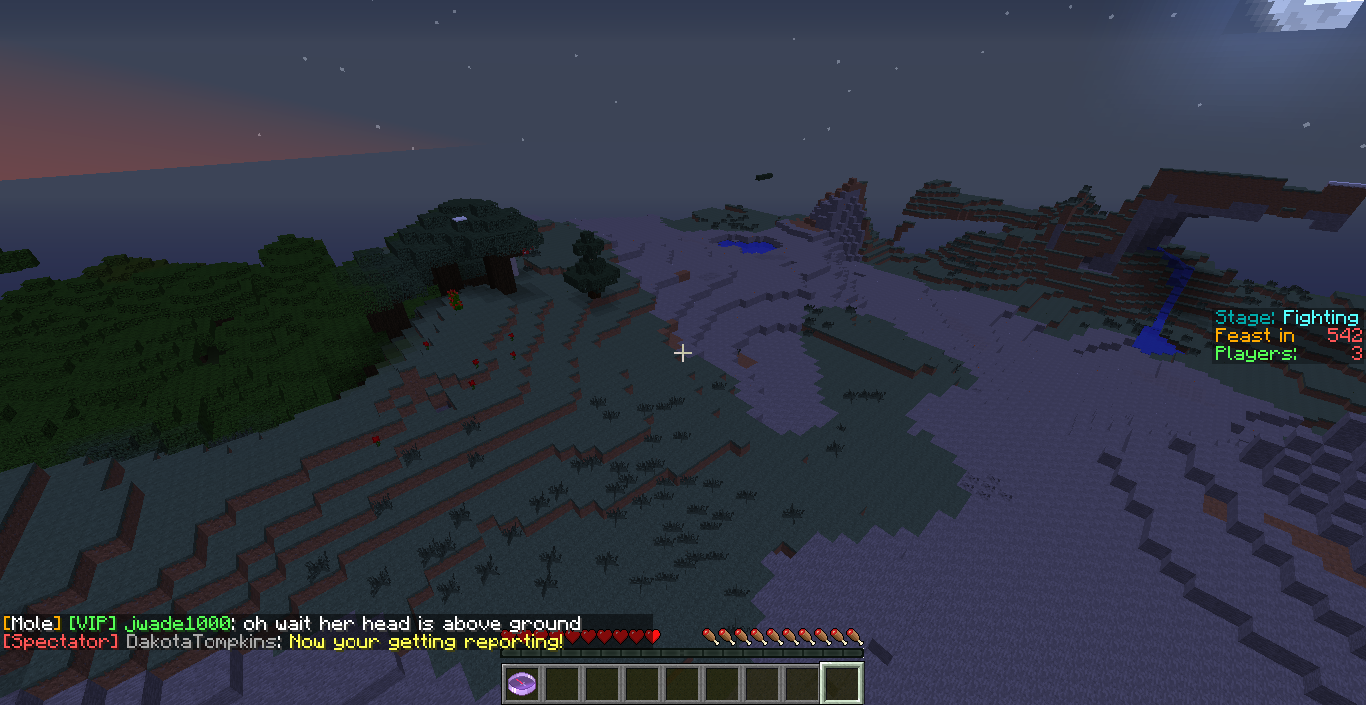 Stage: Fighting
Feast in 542
Players: 3
[Mole] [VIP] jwade1000: oh wait her head is above ground
[Spectator] DakotaTompkins: Now your getting reporting!